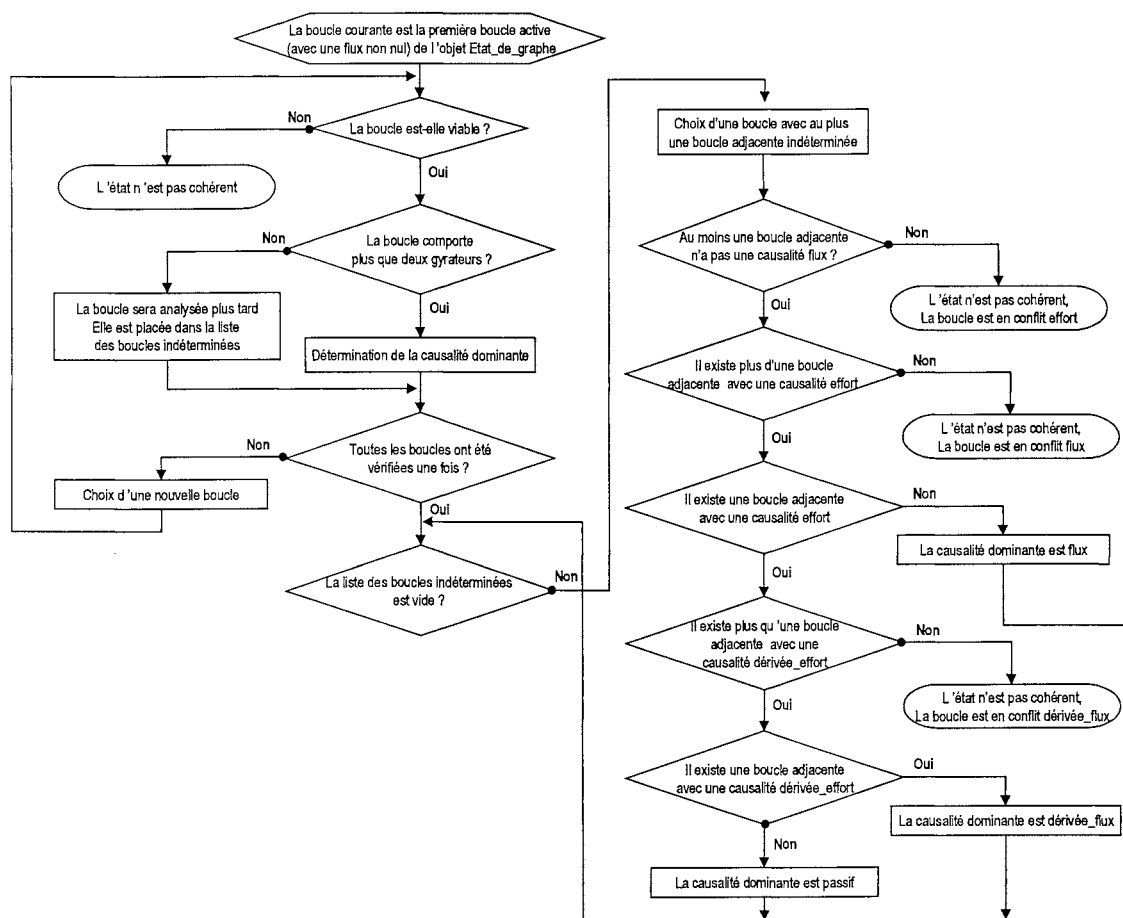 La boucle courante est la première boucle active
(avec une flux non nul) de l 'objet Etat_de_graphe
Non
La boucle est-elle viable ?
L 'état n 'est pas cohérent
Oui
Non
La boucle comporte
plus que deux gyrateurs ?
La boucle sera analysée plus tard
Elle est placée dans la liste
des boucles indéterminées
Oui
Détermination de la causalité dominante
Non
Toutes les boucles ont été
vérifiées une fois ?
Choix d 'une nouvelle boucle
Oui
La liste des boucles indéterminées
est vide ?
Non
Choix d'une boucle avec au plus
une boucle adjacente indéterminée
Au moins une boucle adjacente
n'a pas une causalité flux ?
Non
L 'état n'est pas cohérent,
La boucle est en conflit effort
Oui
Il existe plus d'une boucle
adjacente avec une causalité effort
Non
L 'état n'est pas cohérent,
La boucle est en conflit flux
Oui
Il existe une boucle adjacente
avec une causalité effort
Non
La causalité dominante est flux
Oui
Il existe plus qu 'une boucle
adjacente avec une
causalité dérivée_effort
Non
L 'état n'est pas cohérent,
La boucle est en conflit dérivée_flux
Oui
Il existe une boucle adjacente
avec une causalité dérivée_effort
Oui
La causalité dominante est dérivée_flux
Non
La causalité dominante est passif